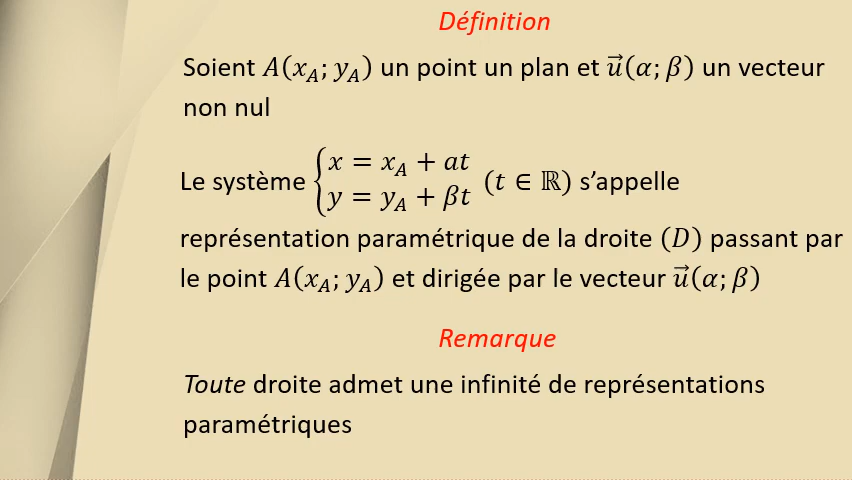 Définition
Soient A(x_A; y_A) un point un plan et u⃗(α; β) un vecteur
non nul
Le système {x = x_A + at
y = y_A + βt (t ∈ ℝ) s’appelle
représentation paramétrique de la droite (D) passant par
le point A(x_A; y_A) et dirigée par le vecteur u⃗(α; β)
Remarque
Toute droite admet une infinité de représentations
paramétriques